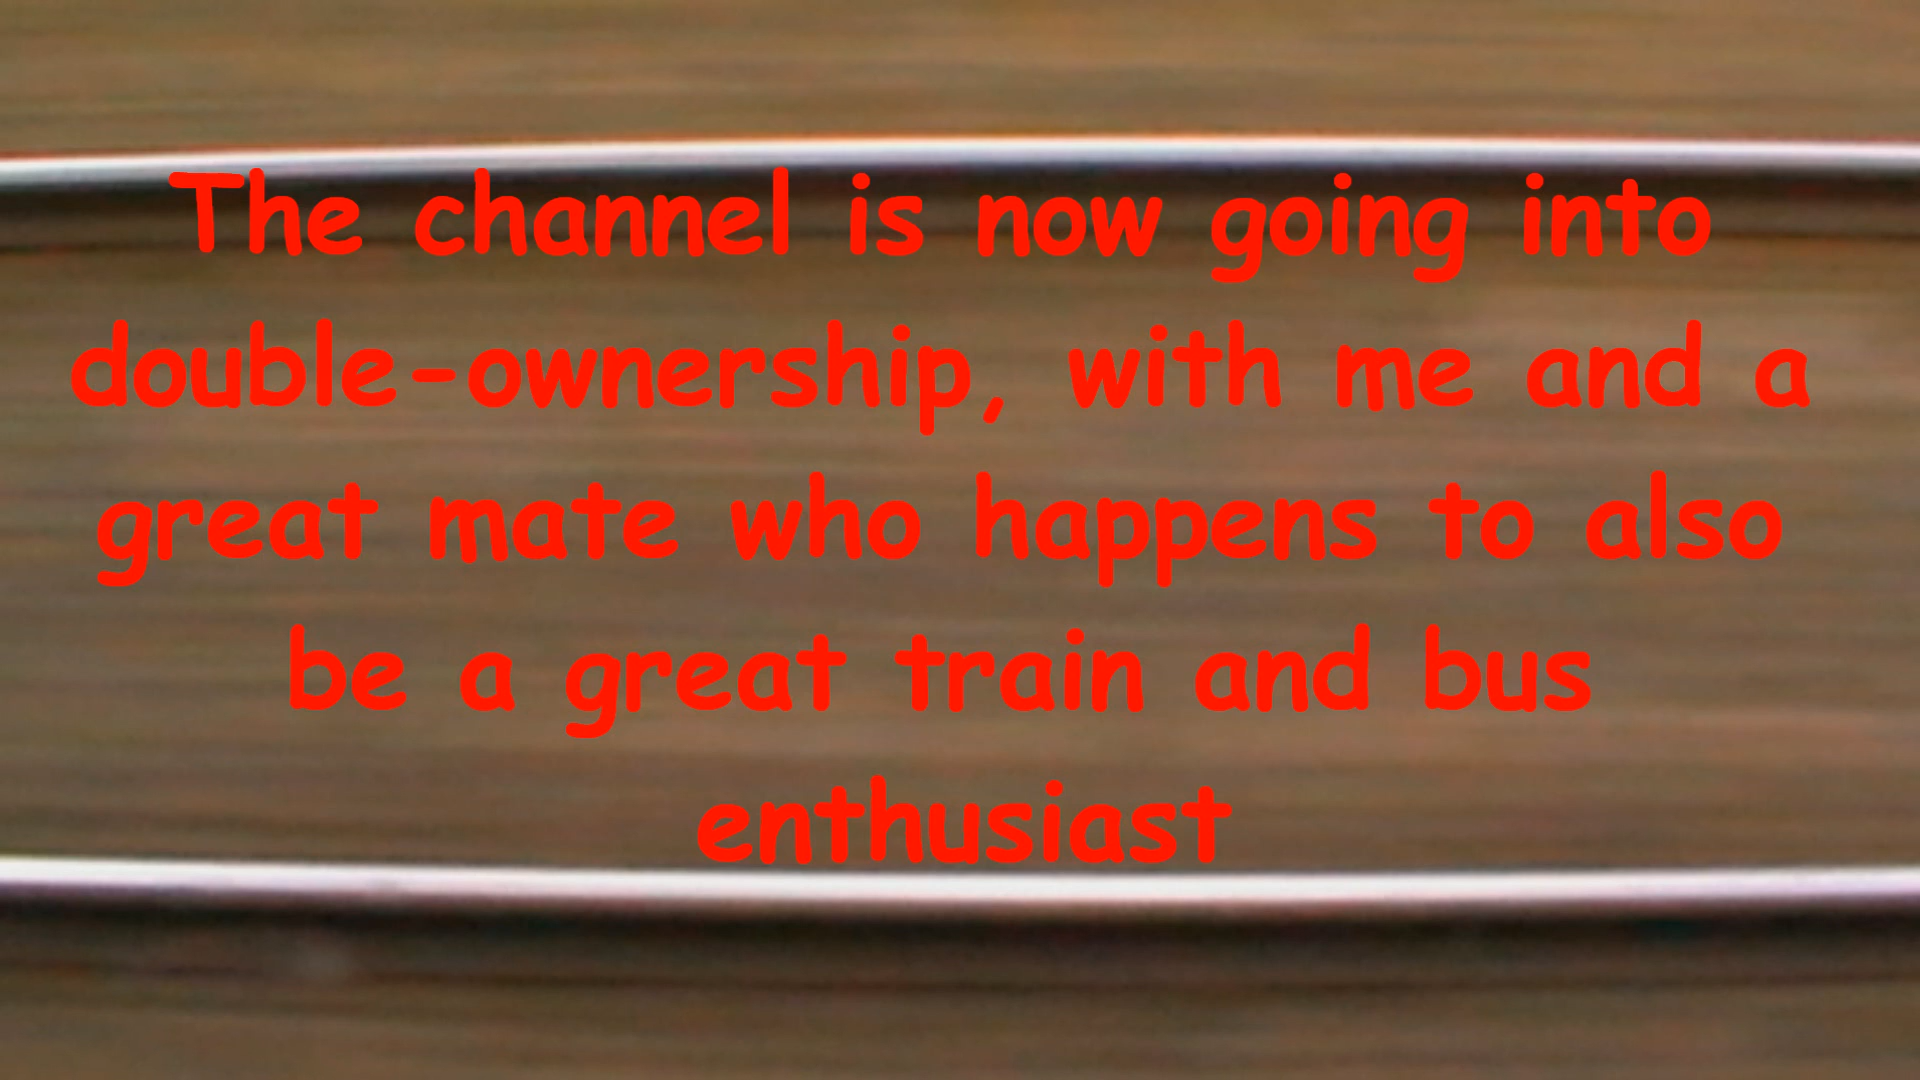 The channel is now going into
double-ownership, with me and a
great mate who happens to also
be a great train and bus
enthusiast